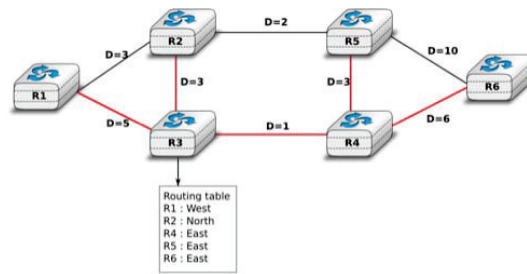 D=2
R2
R5
D=3
D=10
R1
D=3
D=3
R6
D=5
D=1
D=6
R3
R4
Routing table
R1 : West
R2 : North
R4 : East
R5 : East
R6 : East